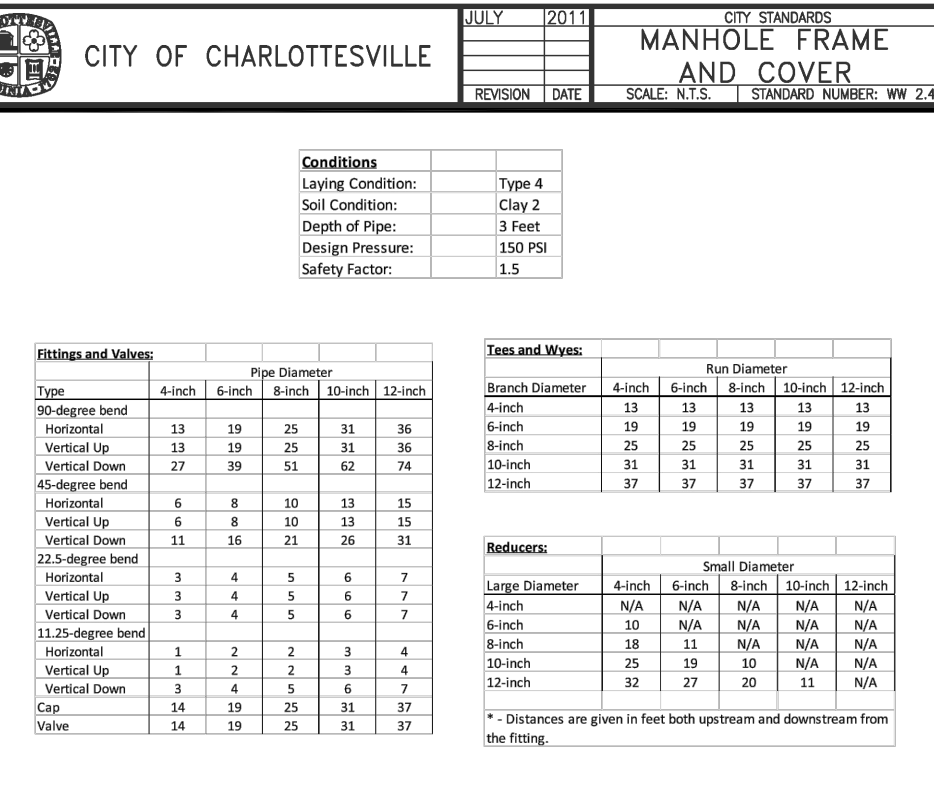 CITY OF CHARLOTTESVILLE
JULY 2011
REVISION DATE
CITY STANDARDS
MANHOLE FRAME
AND COVER
SCALE: N.T.S. STANDARD NUMBER: WW 2.4
Conditions
Laying Condition: Type 4
Soil Condition: Clay 2
Depth of Pipe: 3 Feet
Design Pressure: 150 PSI
Safety Factor: 1.5
Fittings and Valves:
Pipe Diameter
Type 4-inch 6-inch 8-inch 10-inch 12-inch
90-degree bend
Horizontal 13 19 25 31 36
Vertical Up 13 19 25 31 36
Vertical Down 27 39 51 62 74
45-degree bend
Horizontal 6 8 10 13 15
Vertical Up 6 8 10 13 15
Vertical Down 11 16 21 26 31
22.5-degree bend
Horizontal 3 4 5 6 7
Vertical Up 3 4 5 6 7
Vertical Down 3 4 5 6 7
11.25-degree bend
Horizontal 1 2 2 3 4
Vertical Up 1 2 2 3 4
Vertical Down 3 4 5 6 7
Cap 14 19 25 31 37
Valve 14 19 25 31 37
Tees and Wyes:
Run Diameter
Branch Diameter 4-inch 6-inch 8-inch 10-inch 12-inch
4-inch 13 13 13 13 13
6-inch 19 19 19 19 19
8-inch 25 25 25 25 25
10-inch 31 31 31 31 31
12-inch 37 37 37 37 37
Reducers:
Small Diameter
Large Diameter 4-inch 6-inch 8-inch 10-inch 12-inch
4-inch N/A N/A N/A N/A N/A
6-inch 10 N/A N/A N/A N/A
8-inch 18 11 N/A N/A N/A
10-inch 25 19 10 N/A N/A
12-inch 32 27 20 11 N/A
* - Distances are given in feet both upstream and downstream from
the fitting.